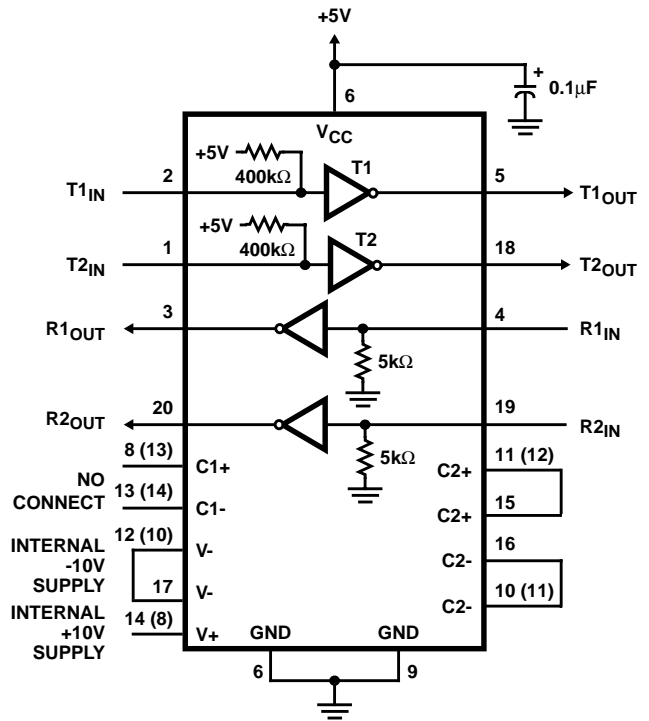 +5V
+
0.1μF
6
VCC
+5V
400kΩ
T1
T1IN
2
5
T1OUT
+5V
400kΩ
T2
T2IN
1
18
T2OUT
R1OUT
3
4
R1IN
5kΩ
R2OUT
20
19
R2IN
5kΩ
8 (13)
C1+
NO
CONNECT
13 (14)
C1-
12 (10)
V-
INTERNAL
-10V
SUPPLY
17
V-
INTERNAL
+10V
SUPPLY
14 (8)
V+
C2+
11 (12)
C2+
15
C2-
16
C2-
10 (11)
GND
GND
6
9